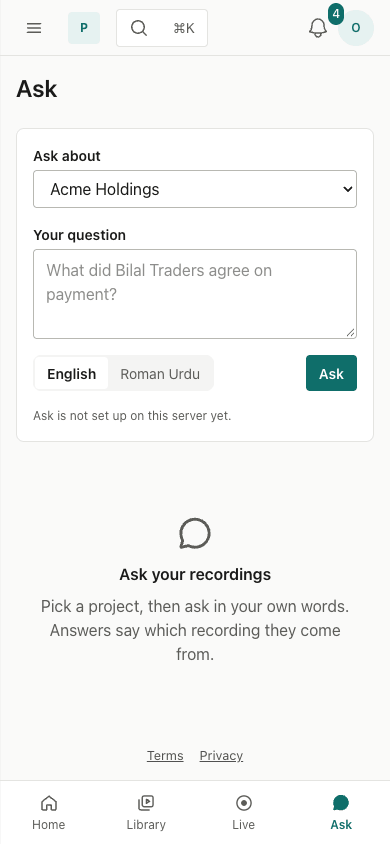 P
⌘K
4
O
Ask
Ask about
Acme Holdings
Your question
What did Bilal Traders agree on
payment?
English
Roman Urdu
Ask
Ask is not set up on this server yet.
Ask your recordings
Pick a project, then ask in your own words.
Answers say which recording they come
from.
Terms
Privacy
Home
Library
Live
Ask